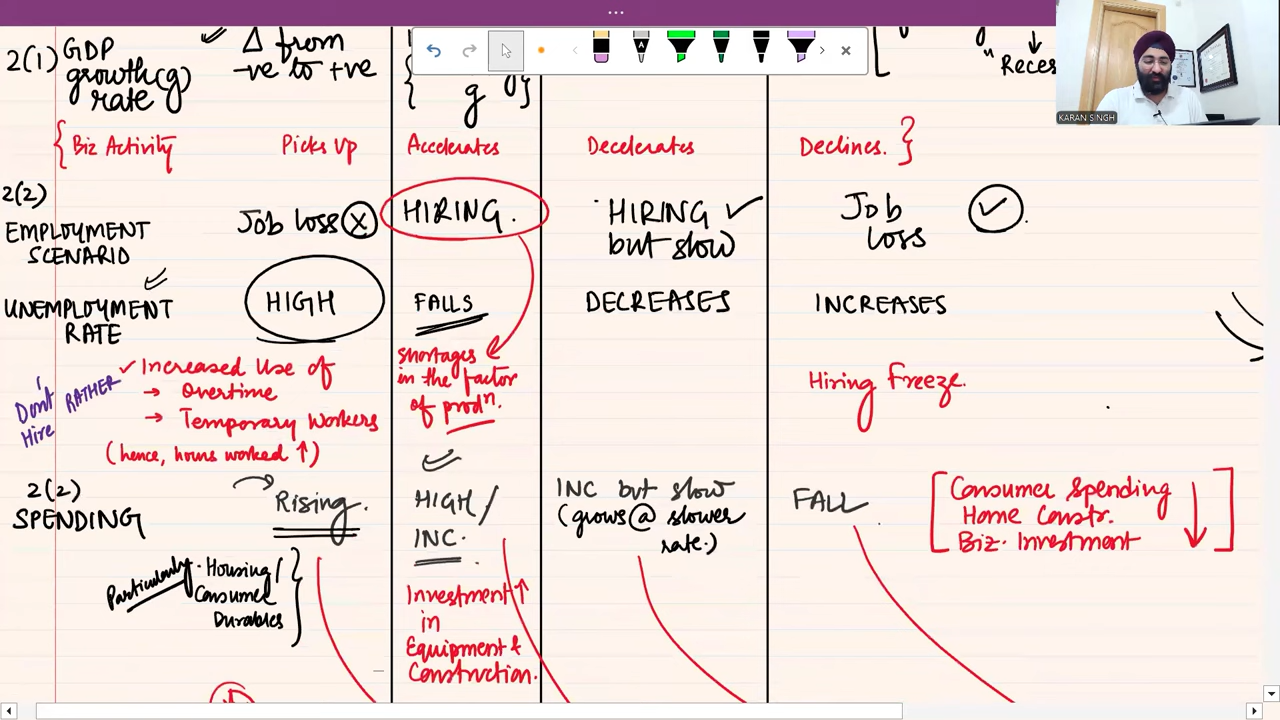 2(1) GDP growth(g) rate
Δ from -ve to +ve
g
Reces
{Biz Activity
Picks Up
Accelerates
Decelerates
Declines.}
2(2)
EMPLOYMENT SCENARIO
Job loss X
HIRING.
HIRING ✓ but slow
Job loss ✓
UNEMPLOYMENT RATE
HIGH
FALLS
DECREASES
INCREASES
Don't Hire
RATHER
✓ Increased Use of
→ Overtime
→ Temporary Workers
(hence, hours worked ↑)
Shortages
in the factor
of prodⁿ.
Hiring Freeze.
2(2)
SPENDING
Rising.
HIGH/
INC.
INC but slow
(grows @ slower
rate.)
FALL
[Consumer Spending
Home Constr.
Biz. Investment ↓]
Particularly. Housing/
Consumer
Durables}
Investment ↑
in
Equipment &
Construction.
KARAN SINGH